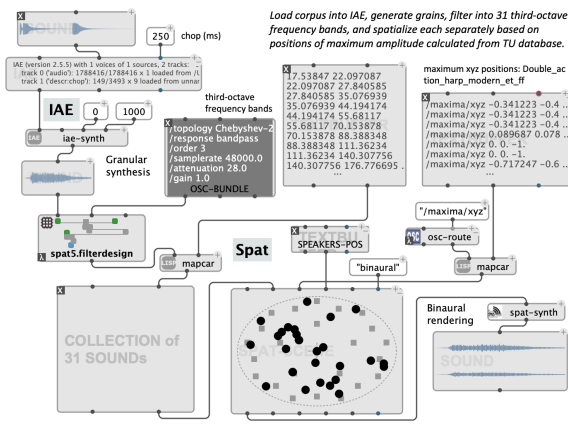 Load corpus into IAE, generate grains, filter into 31 third-octave
frequency bands, and spatialize each separately based on
positions of maximum amplitude calculated from TU database.
SOUND
250
chop (ms)
IAE (version 2.5.5) with 1 voices of 1 sources, 2 tracks:
track 0 ('audio'): 1788416/1788416 x 1 loaded from /U
track 1 ('descr:chop'): 149/3493 x 9 loaded from unnar
IAE
0
1000
IAE
iae-synth
Granular
synthesis
SOUND
third-octave
frequency bands
/topology Chebyshev-2
/response bandpass
/order 3
/samplerate 48000.0
/attenuation 28.0
/gain 1.0
OSC-BUNDLE
17.53847 22.097087
22.097087 27.840585
27.840585 35.076939
35.076939 44.194174
44.194174 55.68117
55.68117 70.153878
70.153878 88.388348
88.388348 111.36234
111.36234 140.307756
140.307756 176.776695 .
...
maximum xyz positions: Double_ac
tion_harp_modern_et_ff
/maxima/xyz -0.341223 -0.4 ..
/maxima/xyz -0.341223 -0.4 ..
/maxima/xyz -0.341223 -0.4 ..
/maxima/xyz 0.089687 0.078 ..
/maxima/xyz 0. 0. -1.
/maxima/xyz 0. 0. -1.
/maxima/xyz -0.717247 -0.6 ..
...
spat5.filterdesign
LISP
mapcar
Spat
TEXTBU
SPEAKERS-POS
"binaural"
"/maxima/xyz"
OSC
osc-route
LISP
mapcar
COLLECTION of
31 SOUNDs
SPAT-SCENE
Binaural
rendering
spat-synth
SOUND